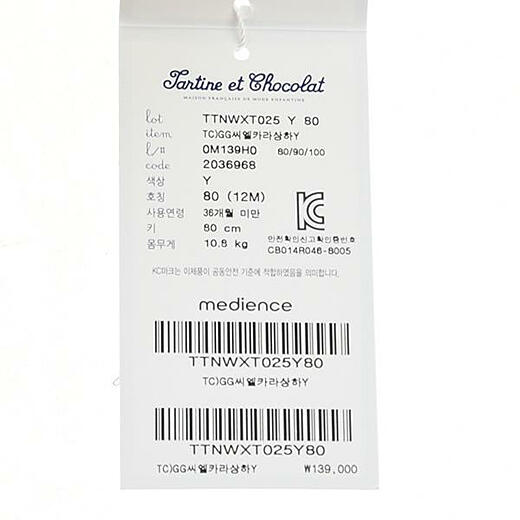 Tartine et Chocolat
MAISON FRANÇAISE DE MODE ENFANTINE
lot TTNWXT025 Y 80
item TC)GG씨엘카라상하Y
l/# 0M139H0 80/90/100
code 2036968
색상 Y
호칭 80 (12M)
사용연령 36개월 미만
키 80 cm
몸무게 10.8 kg
안전확인신고확인증번호
CB014R046-8005
KC마크는 이제품이 공통안전 기준에 적합하였음을 의미합니다.
medience
TTNWXT025Y80
TC)GG씨엘카라상하Y
TTNWXT025Y80
TC)GG씨엘카라상하Y ₩139,000